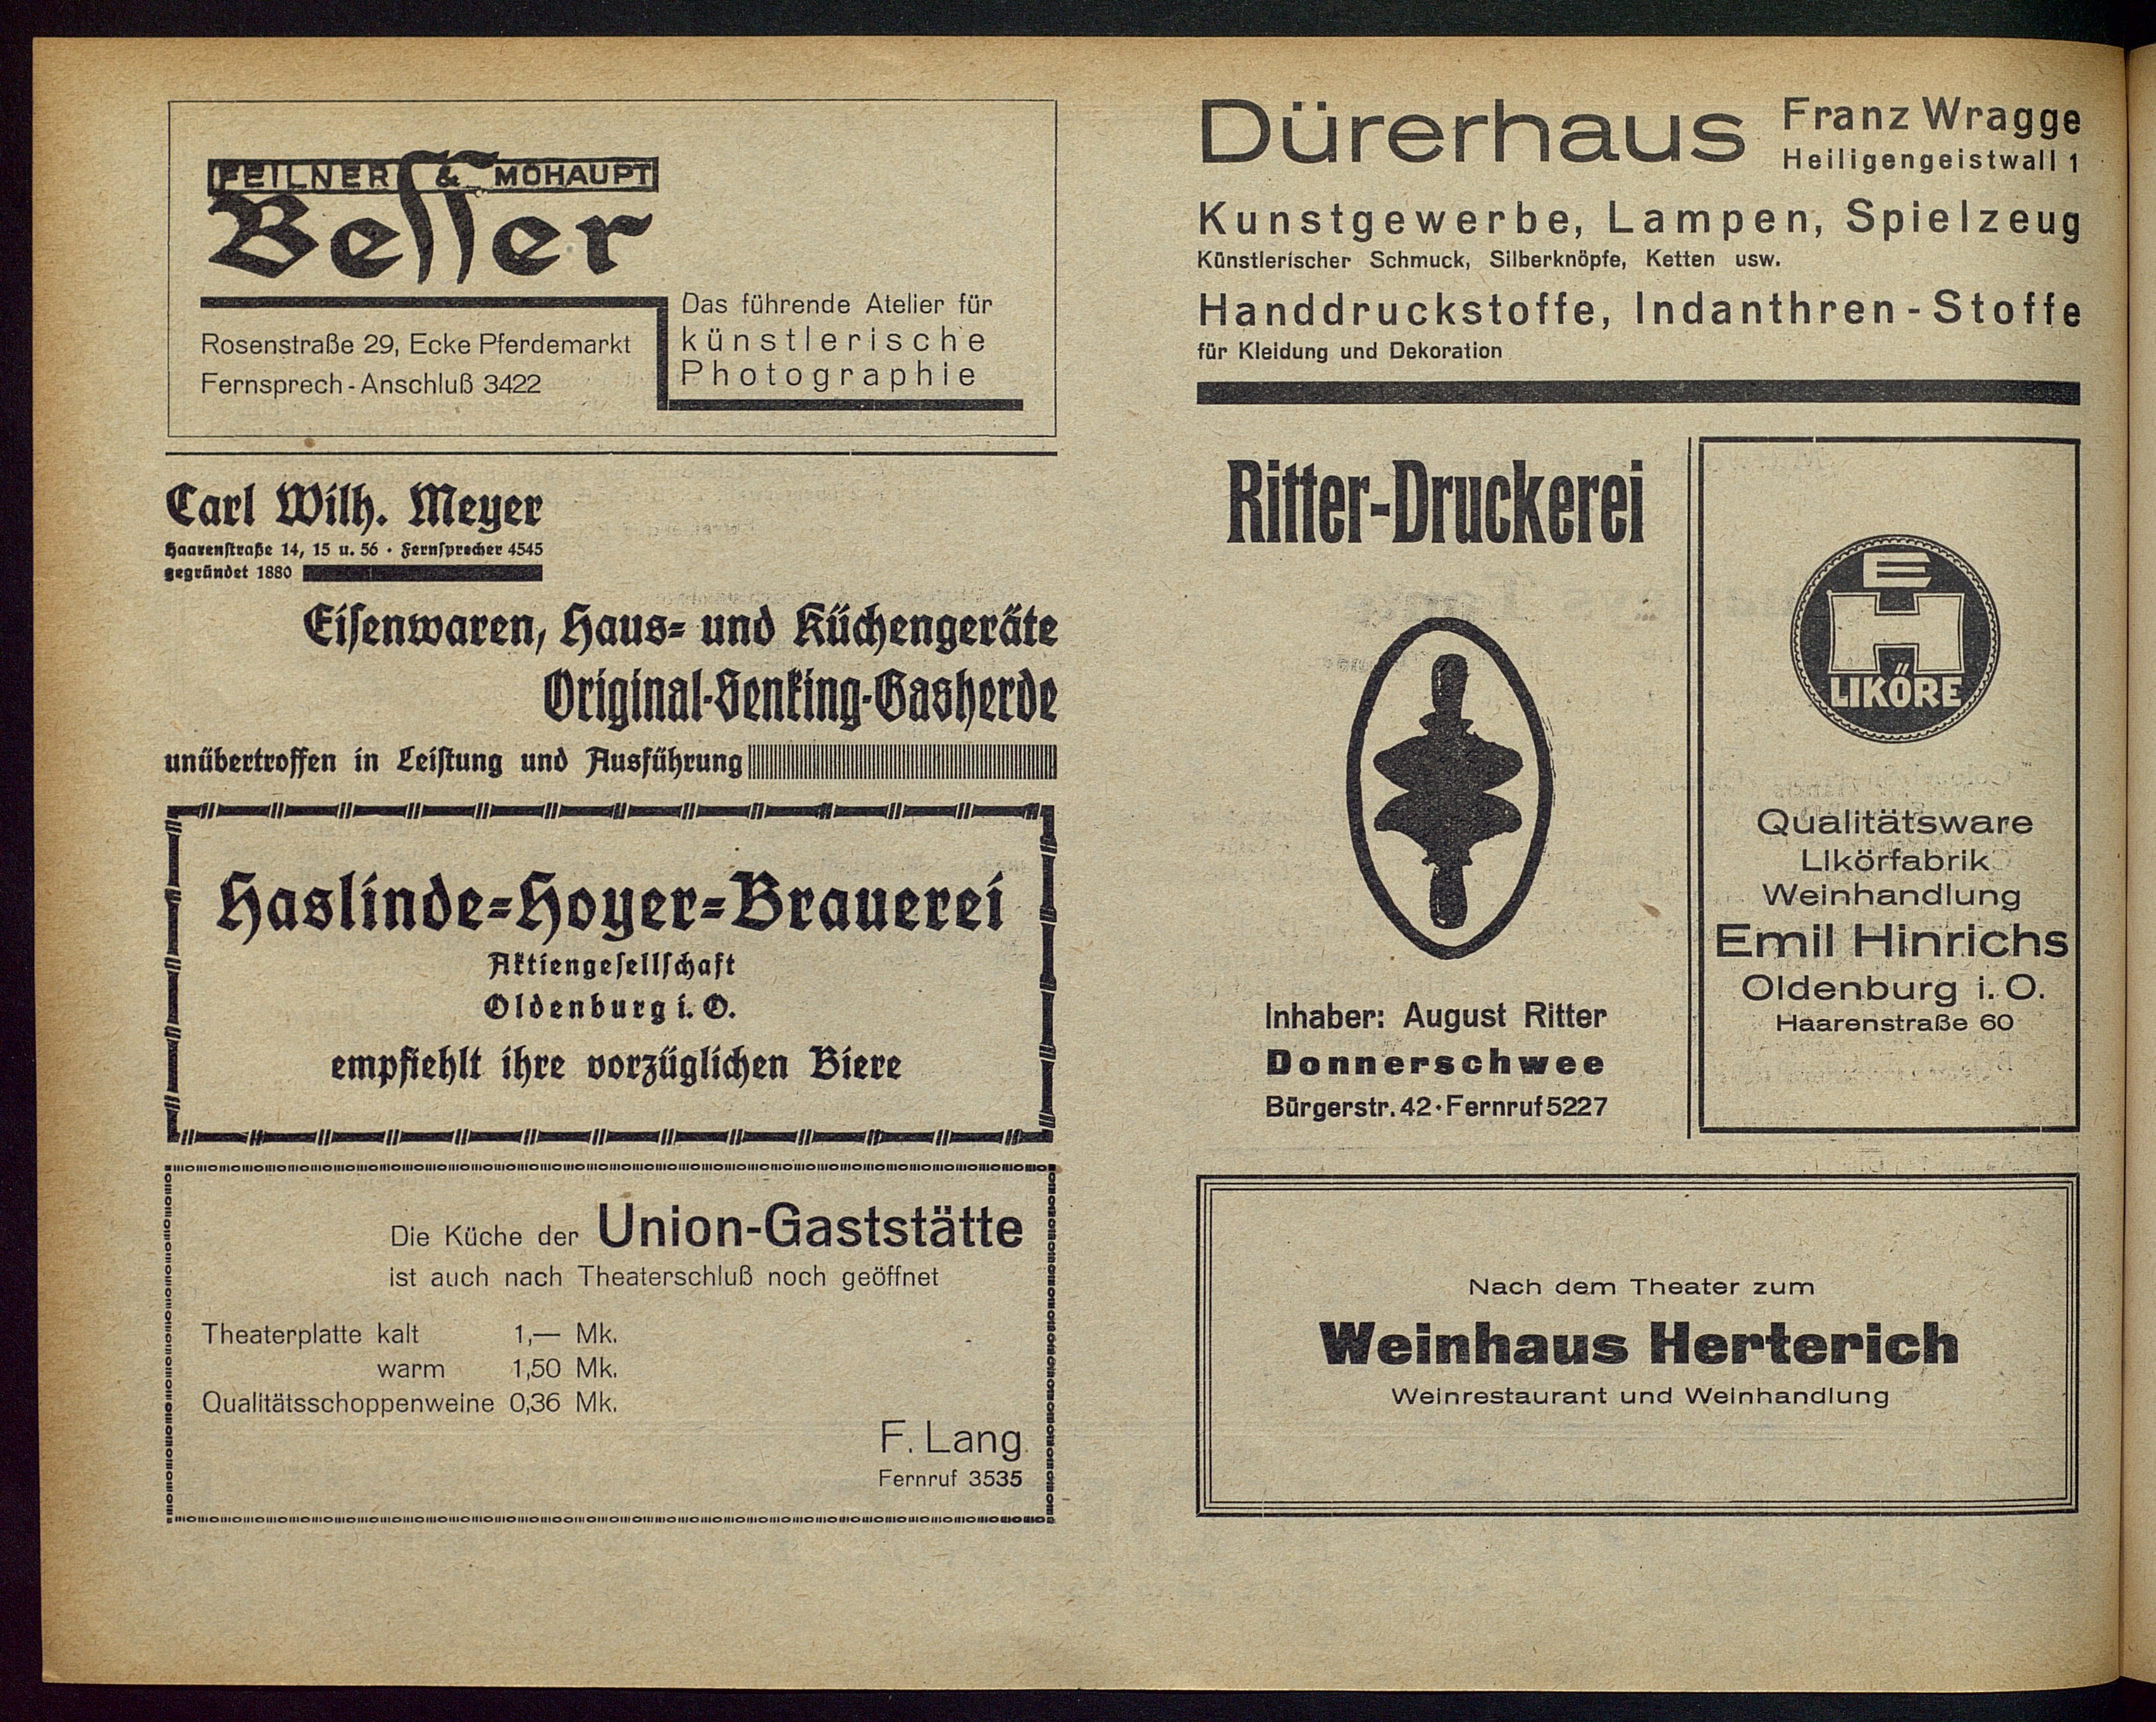 FEILNER & MOHAUPT
Besser
Rosenstraße 29, Ecke Pferdemarkt
Fernsprech-Anschluß 3422
Das führende Atelier für
künstlerische
Photographie
Carl Wilh. Meyer
Haarenstraße 14, 15 u. 56 · Fernsprecher 4545
gegründet 1880
Eisenwaren, Haus- und Küchengeräte
Original-Senking-Gasherde
unübertroffen in Leistung und Ausführung
Haslinde-Hoyer-Brauerei
Aktiengesellschaft
Oldenburg i. O.
empfiehlt ihre vorzüglichen Biere
Die Küche der Union-Gaststätte
ist auch nach Theaterschluß noch geöffnet
Theaterplatte kalt 1,— Mk.
warm 1,50 Mk.
Qualitätsschoppenweine 0,36 Mk.
F. Lang
Fernruf 3535
Dürerhaus Franz Wragge
Heiligengeistwall 1
Kunstgewerbe, Lampen, Spielzeug
Künstlerischer Schmuck, Silberknöpfe, Ketten usw.
Handdruckstoffe, Indanthren-Stoffe
für Kleidung und Dekoration
Ritter-Druckerei
Inhaber: August Ritter
Donnerschwee
Bürgerstr. 42 · Fernruf 5227
E
H
LIKÖRE
Qualitätsware
Likörfabrik
Weinhandlung
Emil Hinrichs
Oldenburg i. O.
Haarenstraße 60
Nach dem Theater zum
Weinhaus Herterich
Weinrestaurant und Weinhandlung